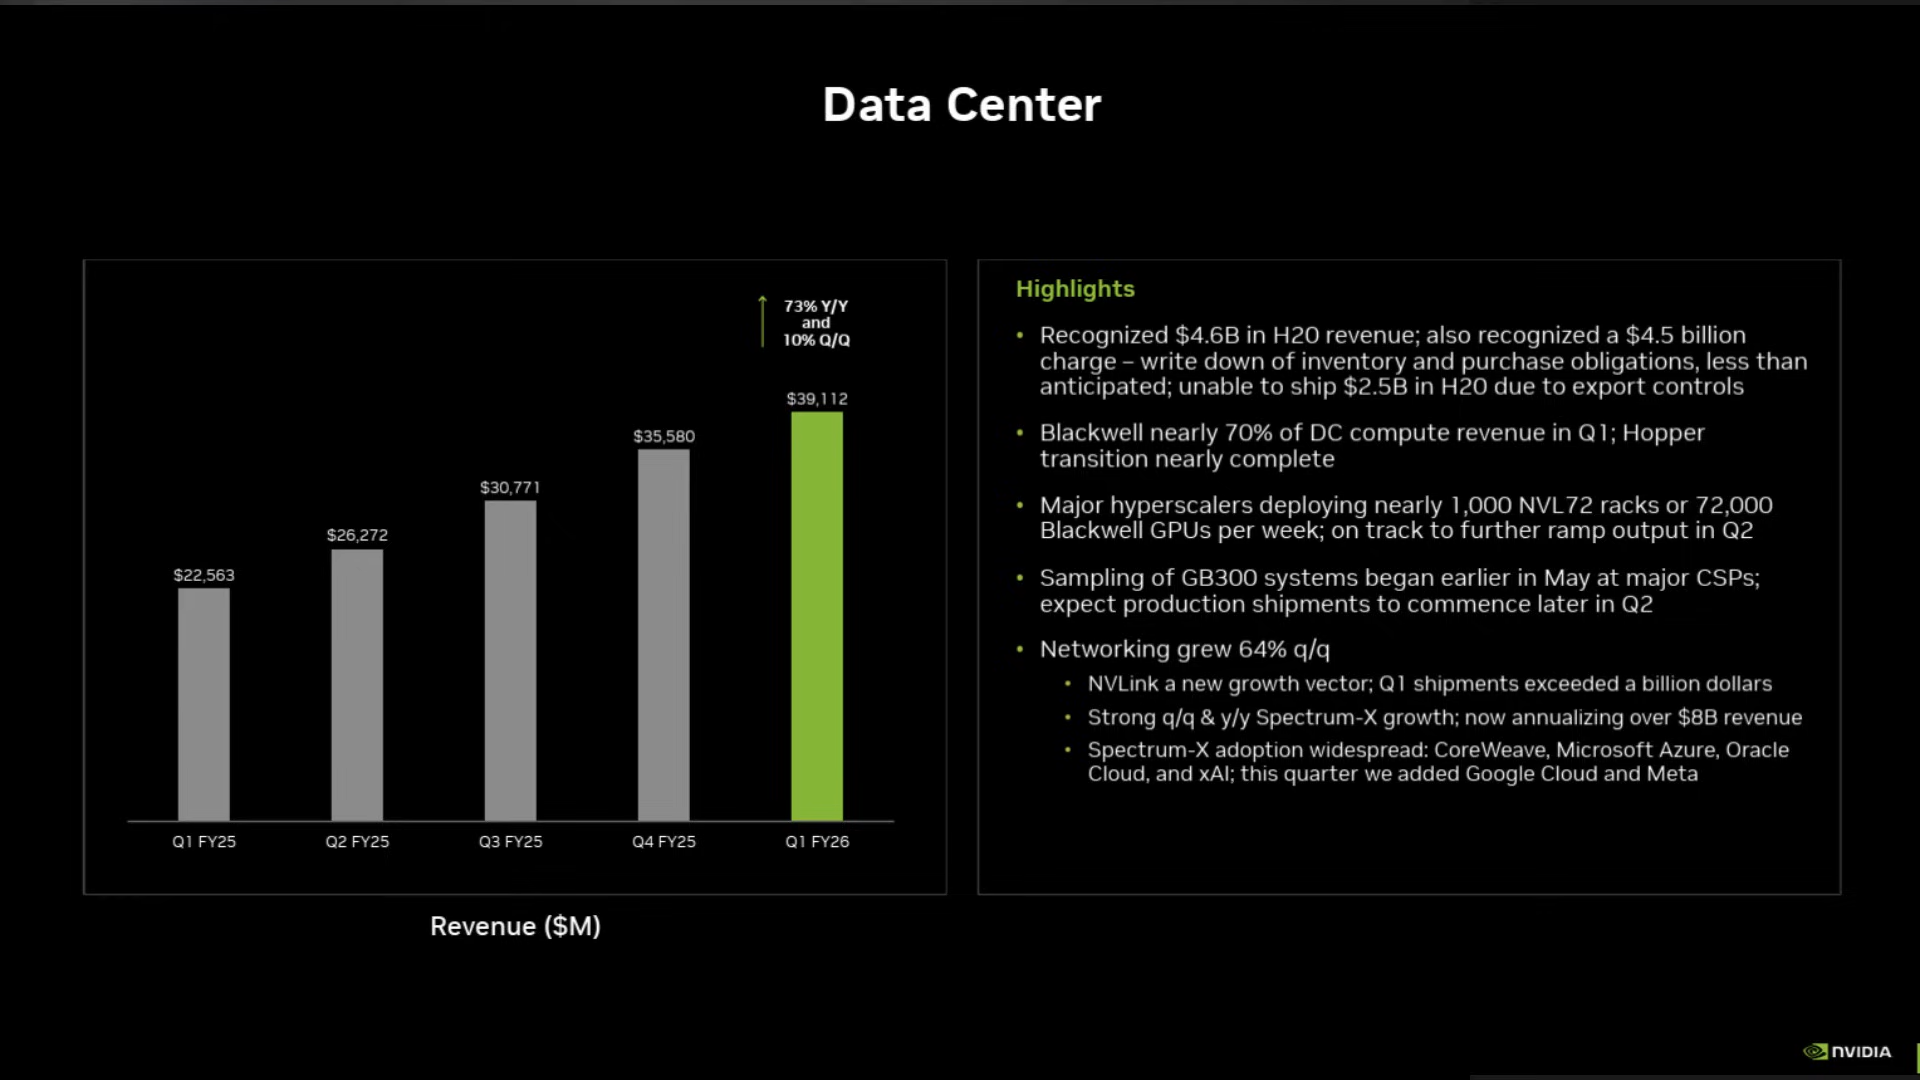 Data Center
73% Y/Y
and
10% Q/Q
$39,112
$35,580
$30,771
$26,272
$22,563
Q1 FY25
Q2 FY25
Q3 FY25
Q4 FY25
Q1 FY26
Revenue ($M)
Highlights
• Recognized $4.6B in H20 revenue; also recognized a $4.5 billion
charge – write down of inventory and purchase obligations, less than
anticipated; unable to ship $2.5B in H20 due to export controls
• Blackwell nearly 70% of DC compute revenue in Q1; Hopper
transition nearly complete
• Major hyperscalers deploying nearly 1,000 NVL72 racks or 72,000
Blackwell GPUs per week; on track to further ramp output in Q2
• Sampling of GB300 systems began earlier in May at major CSPs;
expect production shipments to commence later in Q2
• Networking grew 64% q/q
• NVLink a new growth vector; Q1 shipments exceeded a billion dollars
• Strong q/q & y/y Spectrum-X growth; now annualizing over $8B revenue
• Spectrum-X adoption widespread: CoreWeave, Microsoft Azure, Oracle
Cloud, and xAI; this quarter we added Google Cloud and Meta
NVIDIA